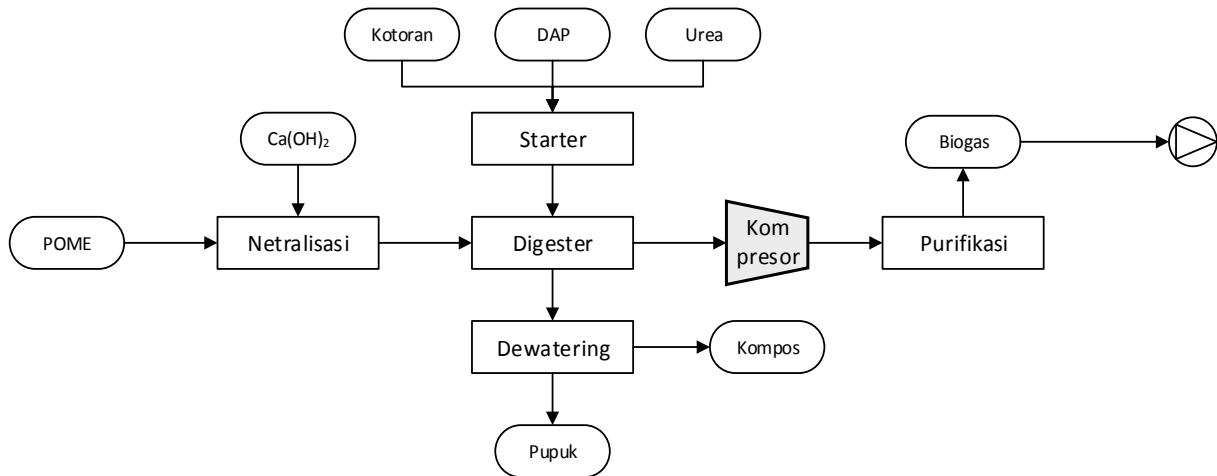 Kotoran
DAP
Urea
Ca(OH)₂
Starter
Biogas
POME
Netralisasi
Digester
Kom
presor
Purifikasi
Dewatering
Kompos
Pupuk